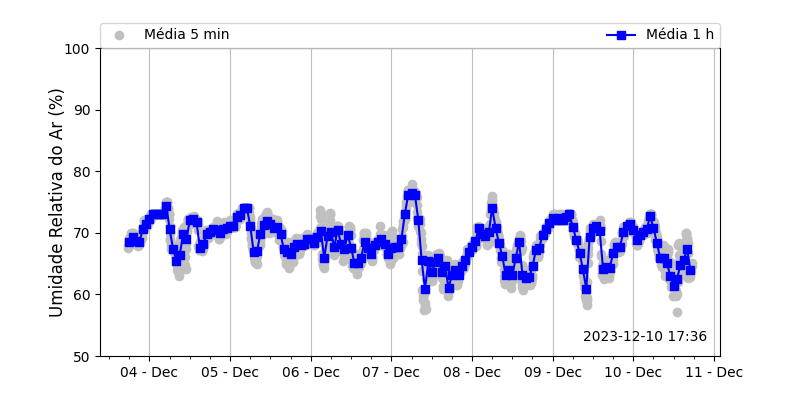 Média 5 min
Média 1 h
Umidade Relativa do Ar (%)
100
90
80
70
60
50
2023-12-10 17:36
04 - Dec
05 - Dec
06 - Dec
07 - Dec
08 - Dec
09 - Dec
10 - Dec
11 - Dec